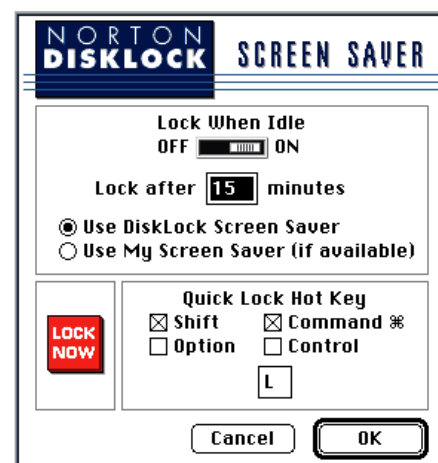 NORTON
DISKLOCK
SCREEN SAVER
Lock When Idle
OFF ON
Lock after 15 minutes
Use DiskLock Screen Saver
Use My Screen Saver (if available)
LOCK
NOW
Quick Lock Hot Key
Shift Command ⌘
Option Control
L
Cancel OK